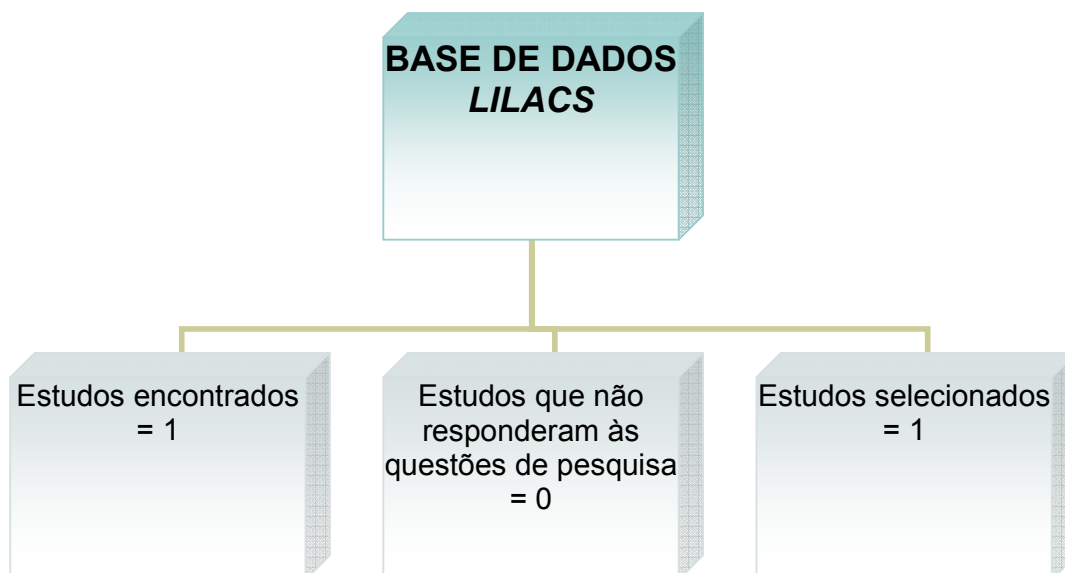 BASE DE DADOS
LILACS
Estudos encontrados
= 1
Estudos que não
responderam às
questões de pesquisa
= 0
Estudos selecionados
= 1